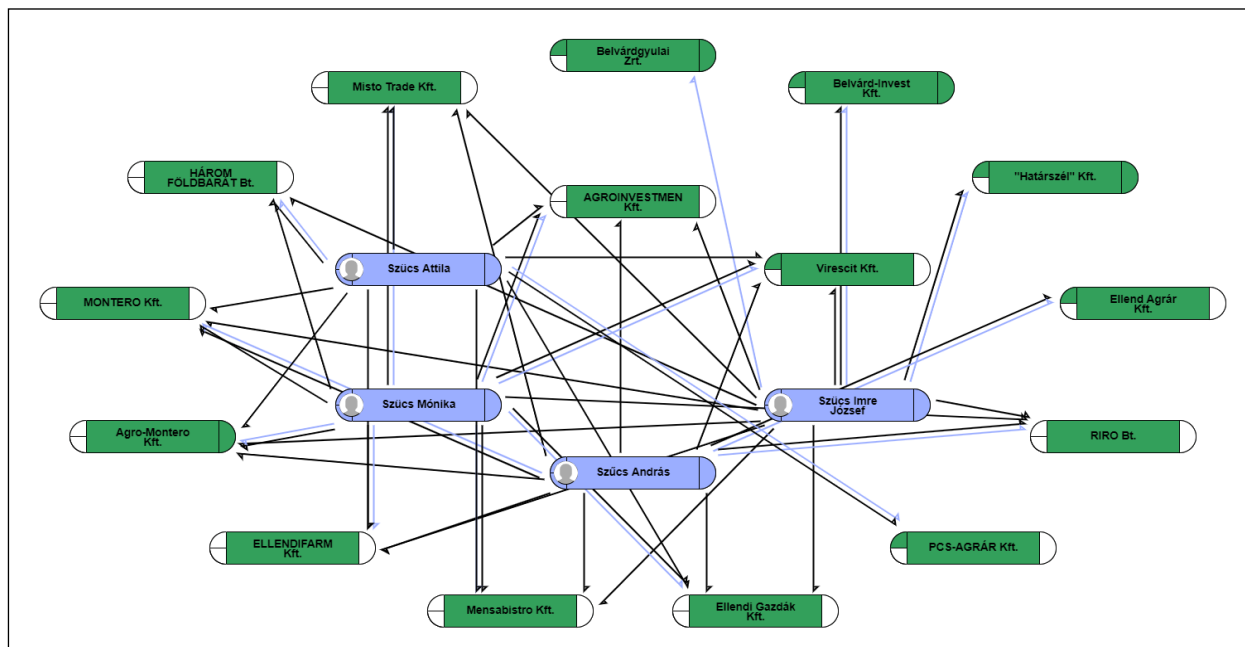 Belvárdgyulai
Zrt.
Misto Trade Kft.
Belvárd-Invest
Kft.
HÁROM
FÖLDBARÁT Bt.
"Határszél" Kft.
AGROINVESTMEN
Kft.
Szűcs Attila
Virescit Kft.
MONTERO Kft.
Ellend Agrár
Kft.
Szűcs Mónika
Szűcs Imre
József
Agro-Montero
Kft.
RIRO Bt.
Szűcs András
ELLENDIFARM
Kft.
PCS-AGRÁR Kft.
Mensabistro Kft.
Ellendi Gazdák
Kft.